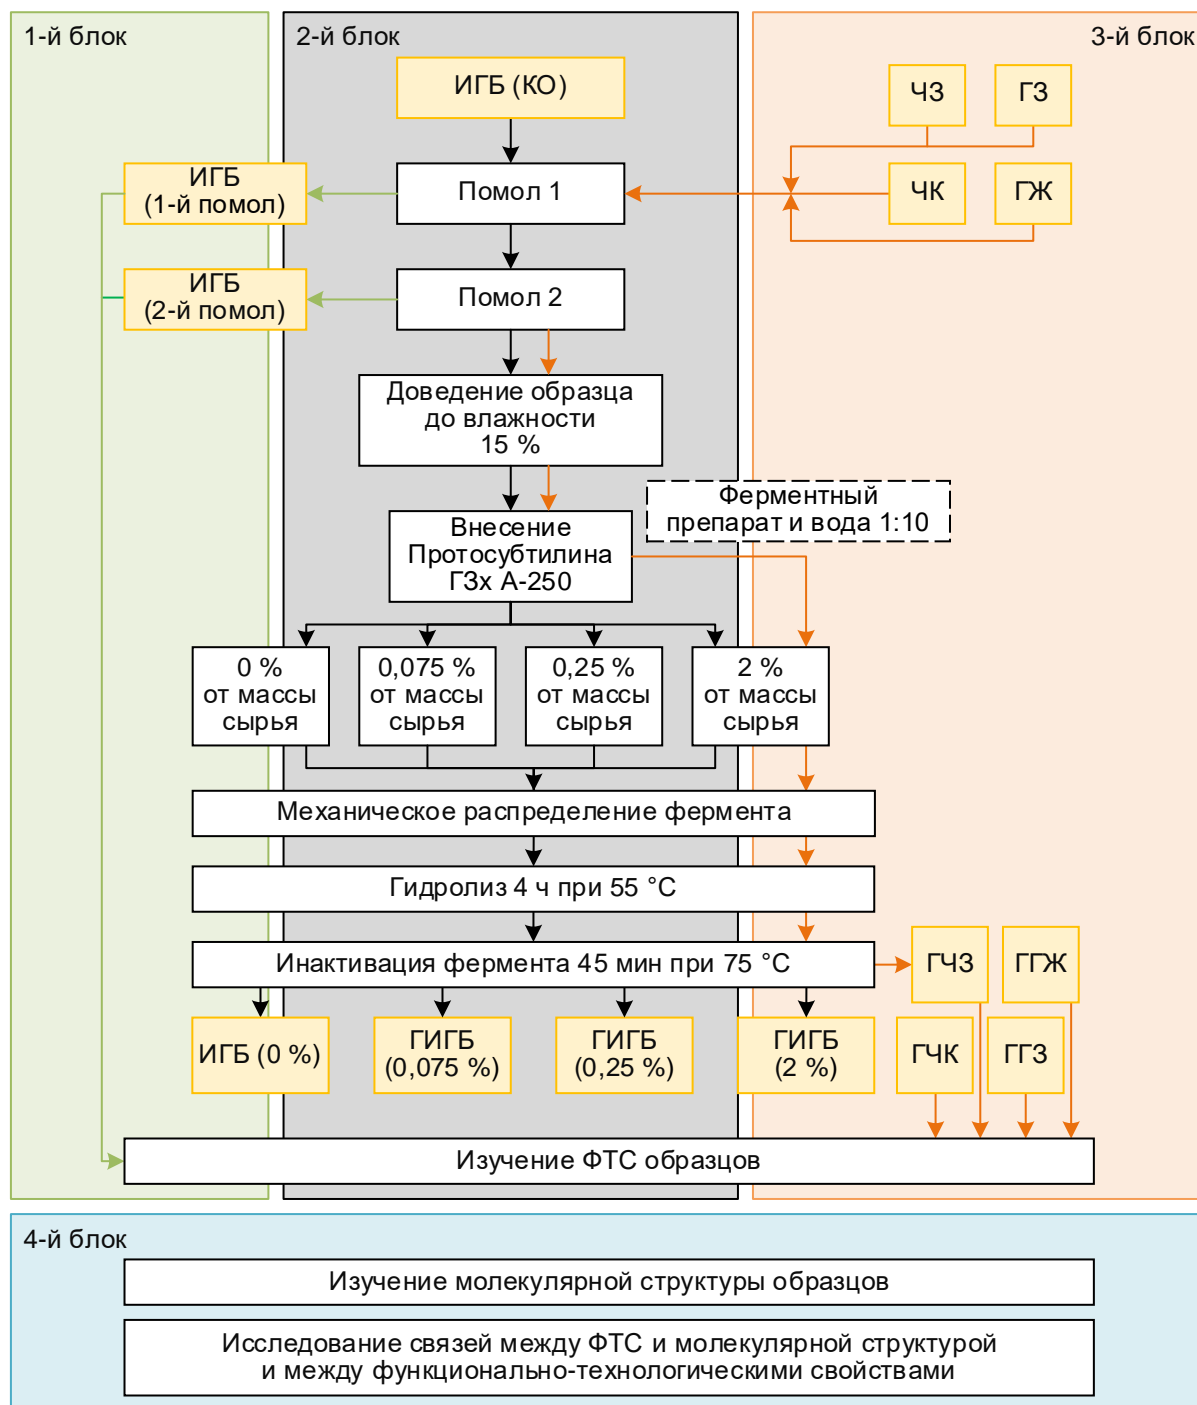 1-й блок
2-й блок
3-й блок
ИГБ (КО)
ЧЗ
ГЗ
ИГБ
(1-й помол)
Помол 1
ЧК
ГЖ
ИГБ
(2-й помол)
Помол 2
Доведение образца
до влажности
15 %
Ферментный
препарат и вода 1:10
Внесение
Протосубтилина
ГЗх А-250
0 %
от массы
сырья
0,075 %
от массы
сырья
0,25 %
от массы
сырья
2 %
от массы
сырья
Механическое распределение фермента
Гидролиз 4 ч при 55 °С
Инактивация фермента 45 мин при 75 °С
ГЧЗ
ГГЖ
ИГБ (0 %)
ГИГБ
(0,075 %)
ГИГБ
(0,25 %)
ГИГБ
(2 %)
ГЧК
ГГЗ
Изучение ФТС образцов
4-й блок
Изучение молекулярной структуры образцов
Исследование связей между ФТС и молекулярной структурой
и между функционально-технологическими свойствами